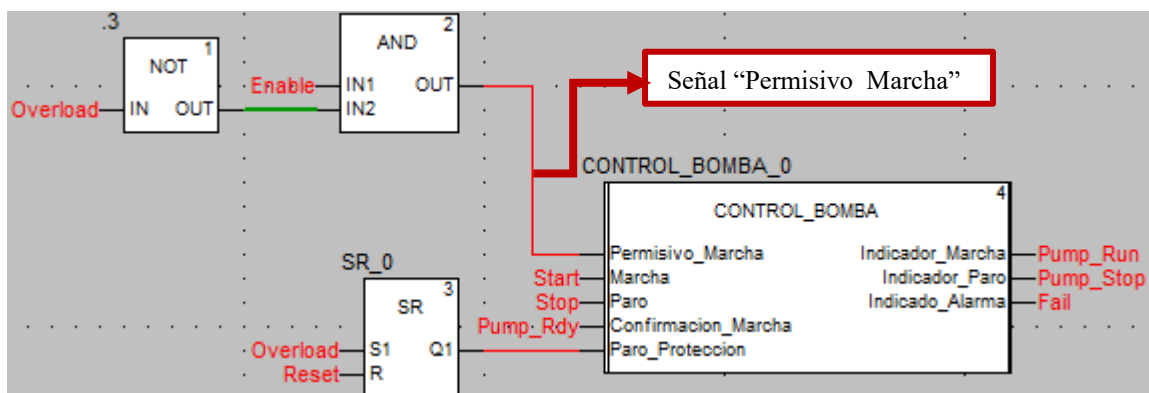 .3
1
NOT
Overload IN OUT
2
AND
Enable IN1 OUT
IN2
Señál “Permisivo Marcha”
CONTROL_BOMBA_0
4
CONTROL_BOMBA
Permisivo_Marcha Indicador_Marcha Pump_Run
Start Marcha Indicador_Paro Pump_Stop
Stop Paro Indicado_Alarma Fail
Pump_Rdy Confirmacion_Marcha
Paro_Proteccion
SR_0
3
SR
Overload S1 Q1
Reset R